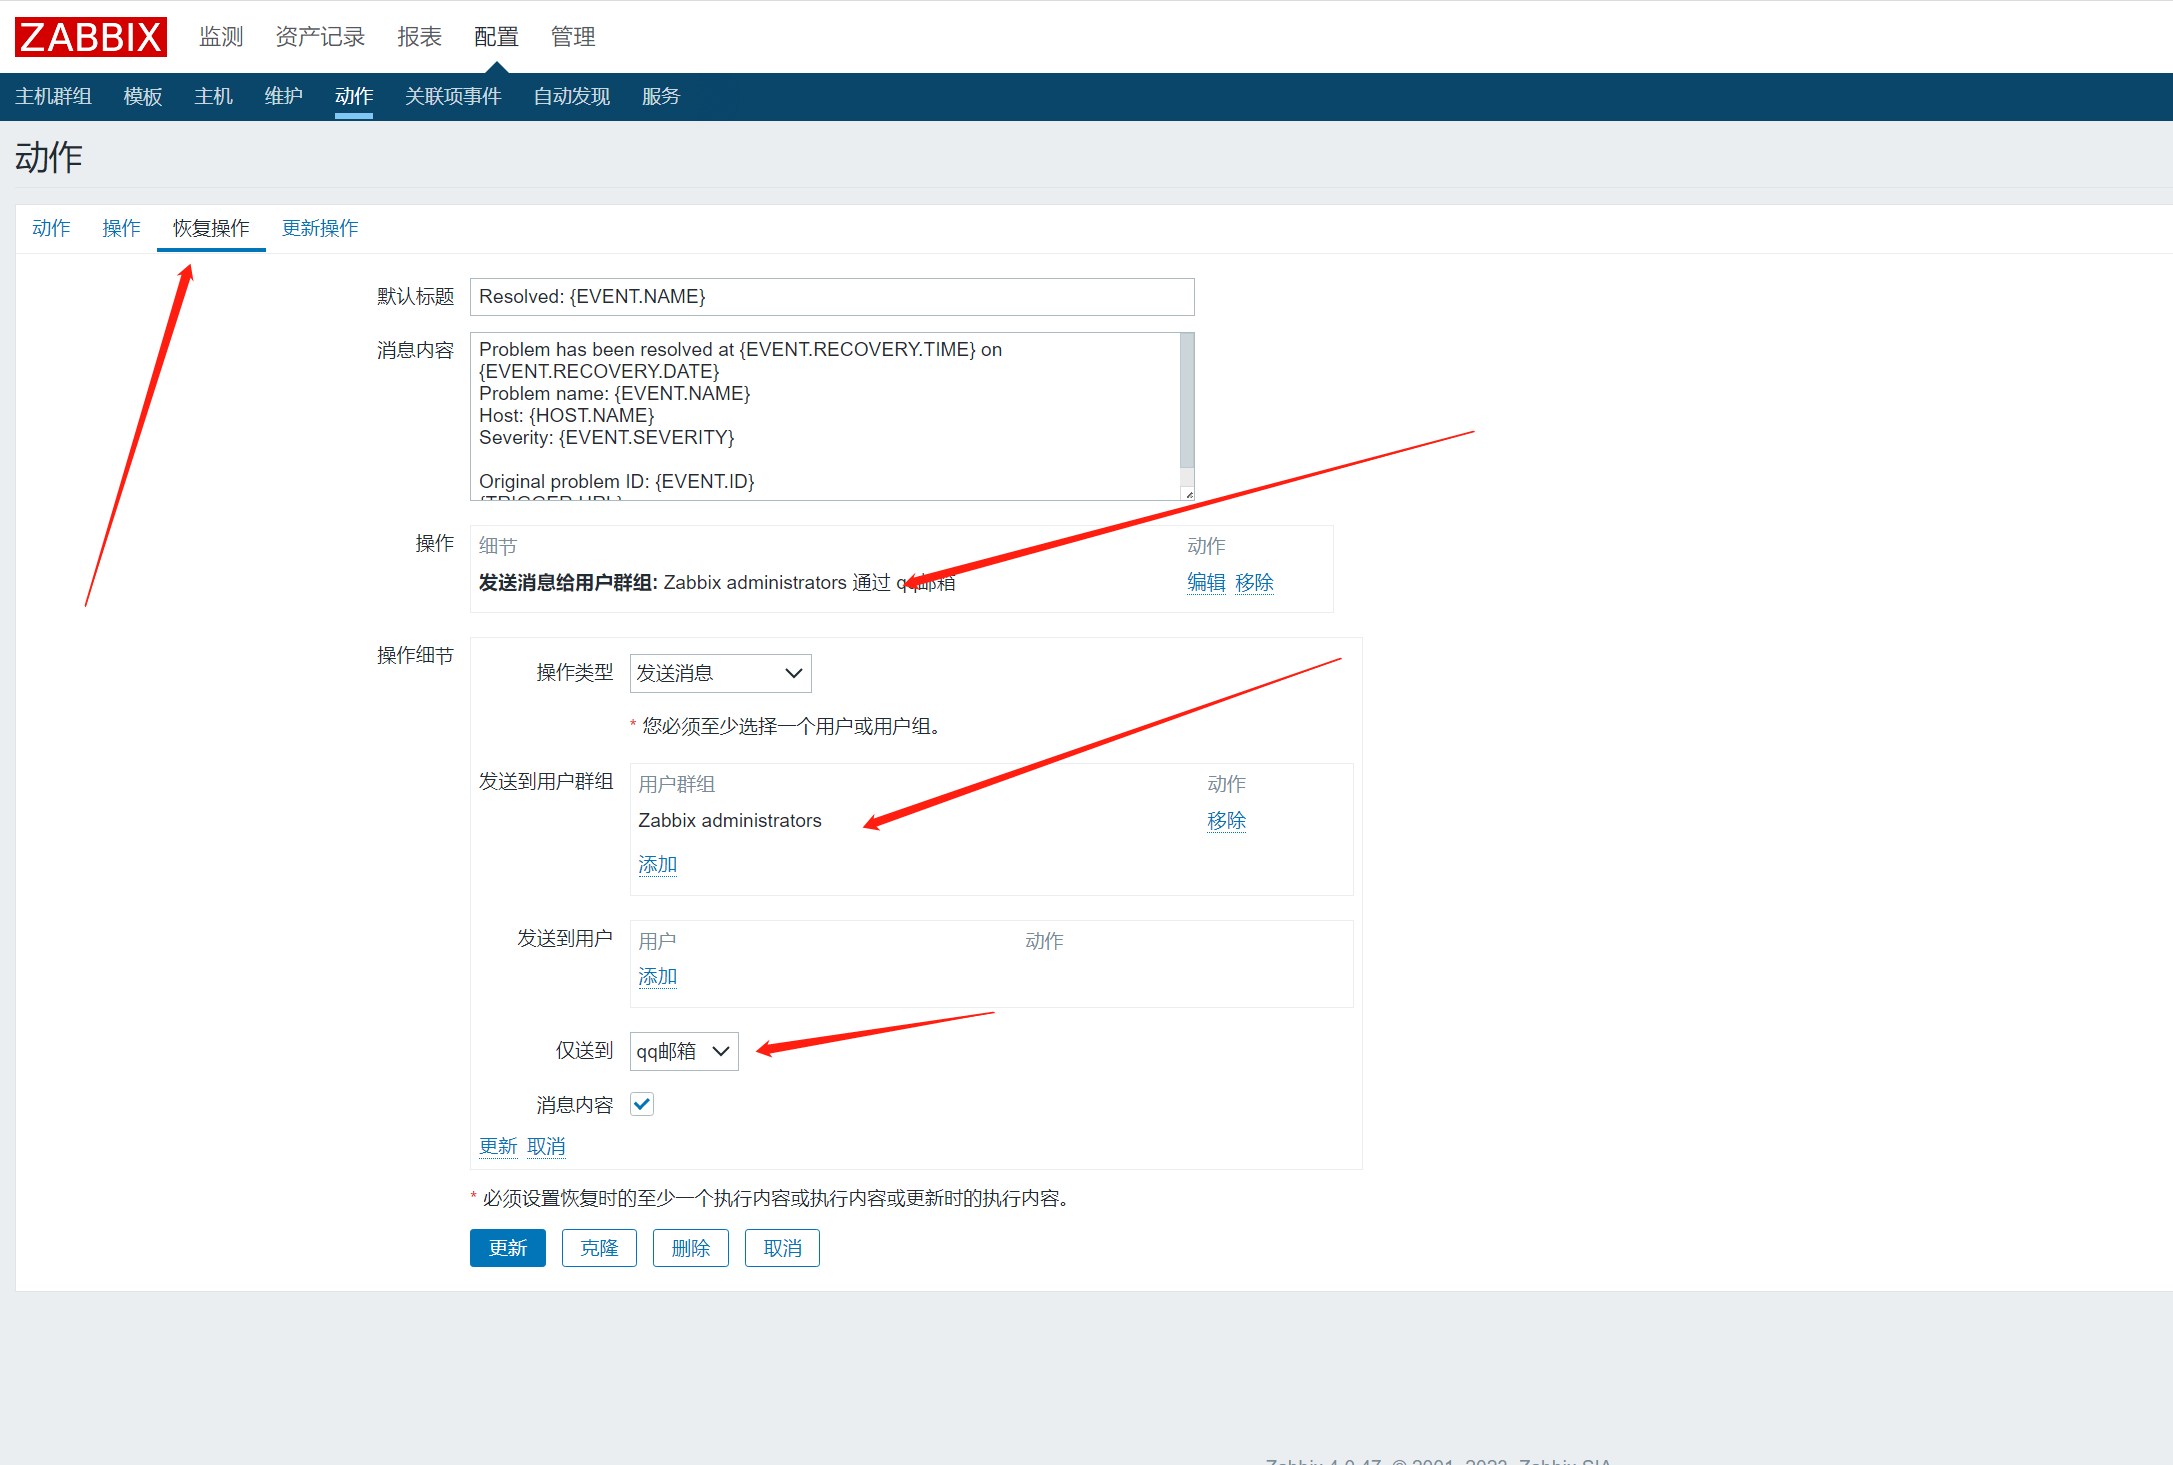 ZABBIX 监测 资产记录 报表 配置 管理
主机群组 模板 主机 维护 动作 关联项事件 自动发现 服务
动作
动作 操作 恢复操作 更新操作
默认标题 Resolved: {EVENT.NAME}
消息内容 Problem has been resolved at {EVENT.RECOVERY.TIME} on
{EVENT.RECOVERY.DATE}
Problem name: {EVENT.NAME}
Host: {HOST.NAME}
Severity: {EVENT.SEVERITY}
Original problem ID: {EVENT.ID}
{TRIGGER.URL}
操作 细节 动作
发送消息给用户群组: Zabbix administrators 通过 qq邮箱 编辑 移除
操作细节
操作类型 发送消息
* 您必须至少选择一个用户或用户组。
发送到用户群组 用户群组 动作
Zabbix administrators 移除
添加
发送到用户 用户 动作
添加
仅送到 qq邮箱
消息内容
更新 取消
* 必须设置恢复时的至少一个执行内容或执行内容或更新时的执行内容。
更新 克隆 删除 取消
Zabbix 4.0.47. © 2001–2023, Zabbix SIA